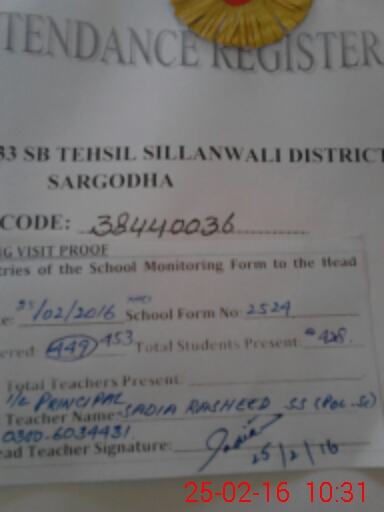 TENDANCE REGISTER
33 SB TEHSIL SILLANWALI DISTRICT
SARGODHA
CODE: 38440036
G VISIT PROOF
tries of the School Monitoring Form to the Head
e: 25/02/2016 School Form No: 2524
ered: 449 453 Total Students Present: 428
Total Teachers Present:
I/C PRINCIPAL
Teacher Name: SADIA RASHEED SS (POL. Sc)
0300-6034431
ead Teacher Signature: Sadia
25/2/16
25-02-16 10:31